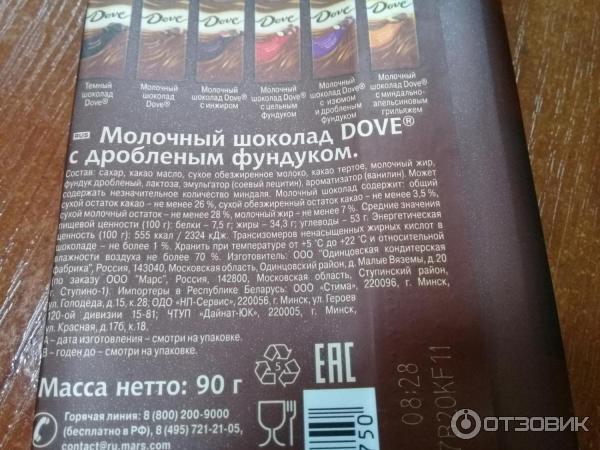 Dove Dove Dove Dove Dove Dove
Темный шоколад Dove®
Молочный шоколад Dove®
Молочный шоколад Dove® с инжиром
Молочный шоколад Dove® с цельным фундуком
Молочный шоколад Dove® с изюмом и дробленым фундуком
Молочный шоколад Dove® с миндально-апельсиновым грильяжем
RUS Молочный шоколад DOVE®
с дробленым фундуком.
Состав: сахар, какао масло, сухое обезжиренное молоко, какао тертое, молочный жир,
фундук дробленый, лактоза, эмульгатор (соевый лецитин), ароматизатор (ванилин). Может
содержать незначительное количество миндаля. Молочный шоколад содержит: общий
сухой остаток какао – не менее 26 %, сухой обезжиренный остаток какао – не менее 3,5 %,
сухой молочный остаток – не менее 28 %, молочный жир – не менее 7 %. Средние значения
пищевой ценности (100 г): белки – 7,5 г; жиры – 34,3 г; углеводы – 53 г. Энергетическая
ценность (100 г): 555 ккал / 2324 кДж. Трансизомеров ненасыщенных жирных кислот в
шоколаде – не более 1 %. Хранить при температуре от +5 °C до +22 °C и относительной
влажности воздуха не более 70 %. Изготовитель: ООО "Одинцовская кондитерская
фабрика", Россия, 143040, Московская область, Одинцовский район, д. Малые Вяземы, д.20
(по заказу ООО "Марс", Россия, 142800, Московская область, Ступинский район,
г. Ступино-1). Импортеры в Республику Беларусь: ООО "Стима", 220096, г. Минск,
ул. Голодеда, д.15, к.28; ОДО «НП-Сервис», 220056, г. Минск, ул. Героев
120-ой дивизии 15-81; ЧТУП «Дайнат-ЮК», 220005, г. Минск,
ул. Красная, д.17б, к.18.
A – дата изготовления – смотри на упаковке.
B – годен до – смотри на упаковке.
5
EAC
Масса нетто: 90 г
Горячая линия: 8 (800) 200-9000
(бесплатно в РФ), 8 (495) 721-21-05,
contact@ru.mars.com
750
08:28
7B20KF11
ОТЗОВИК